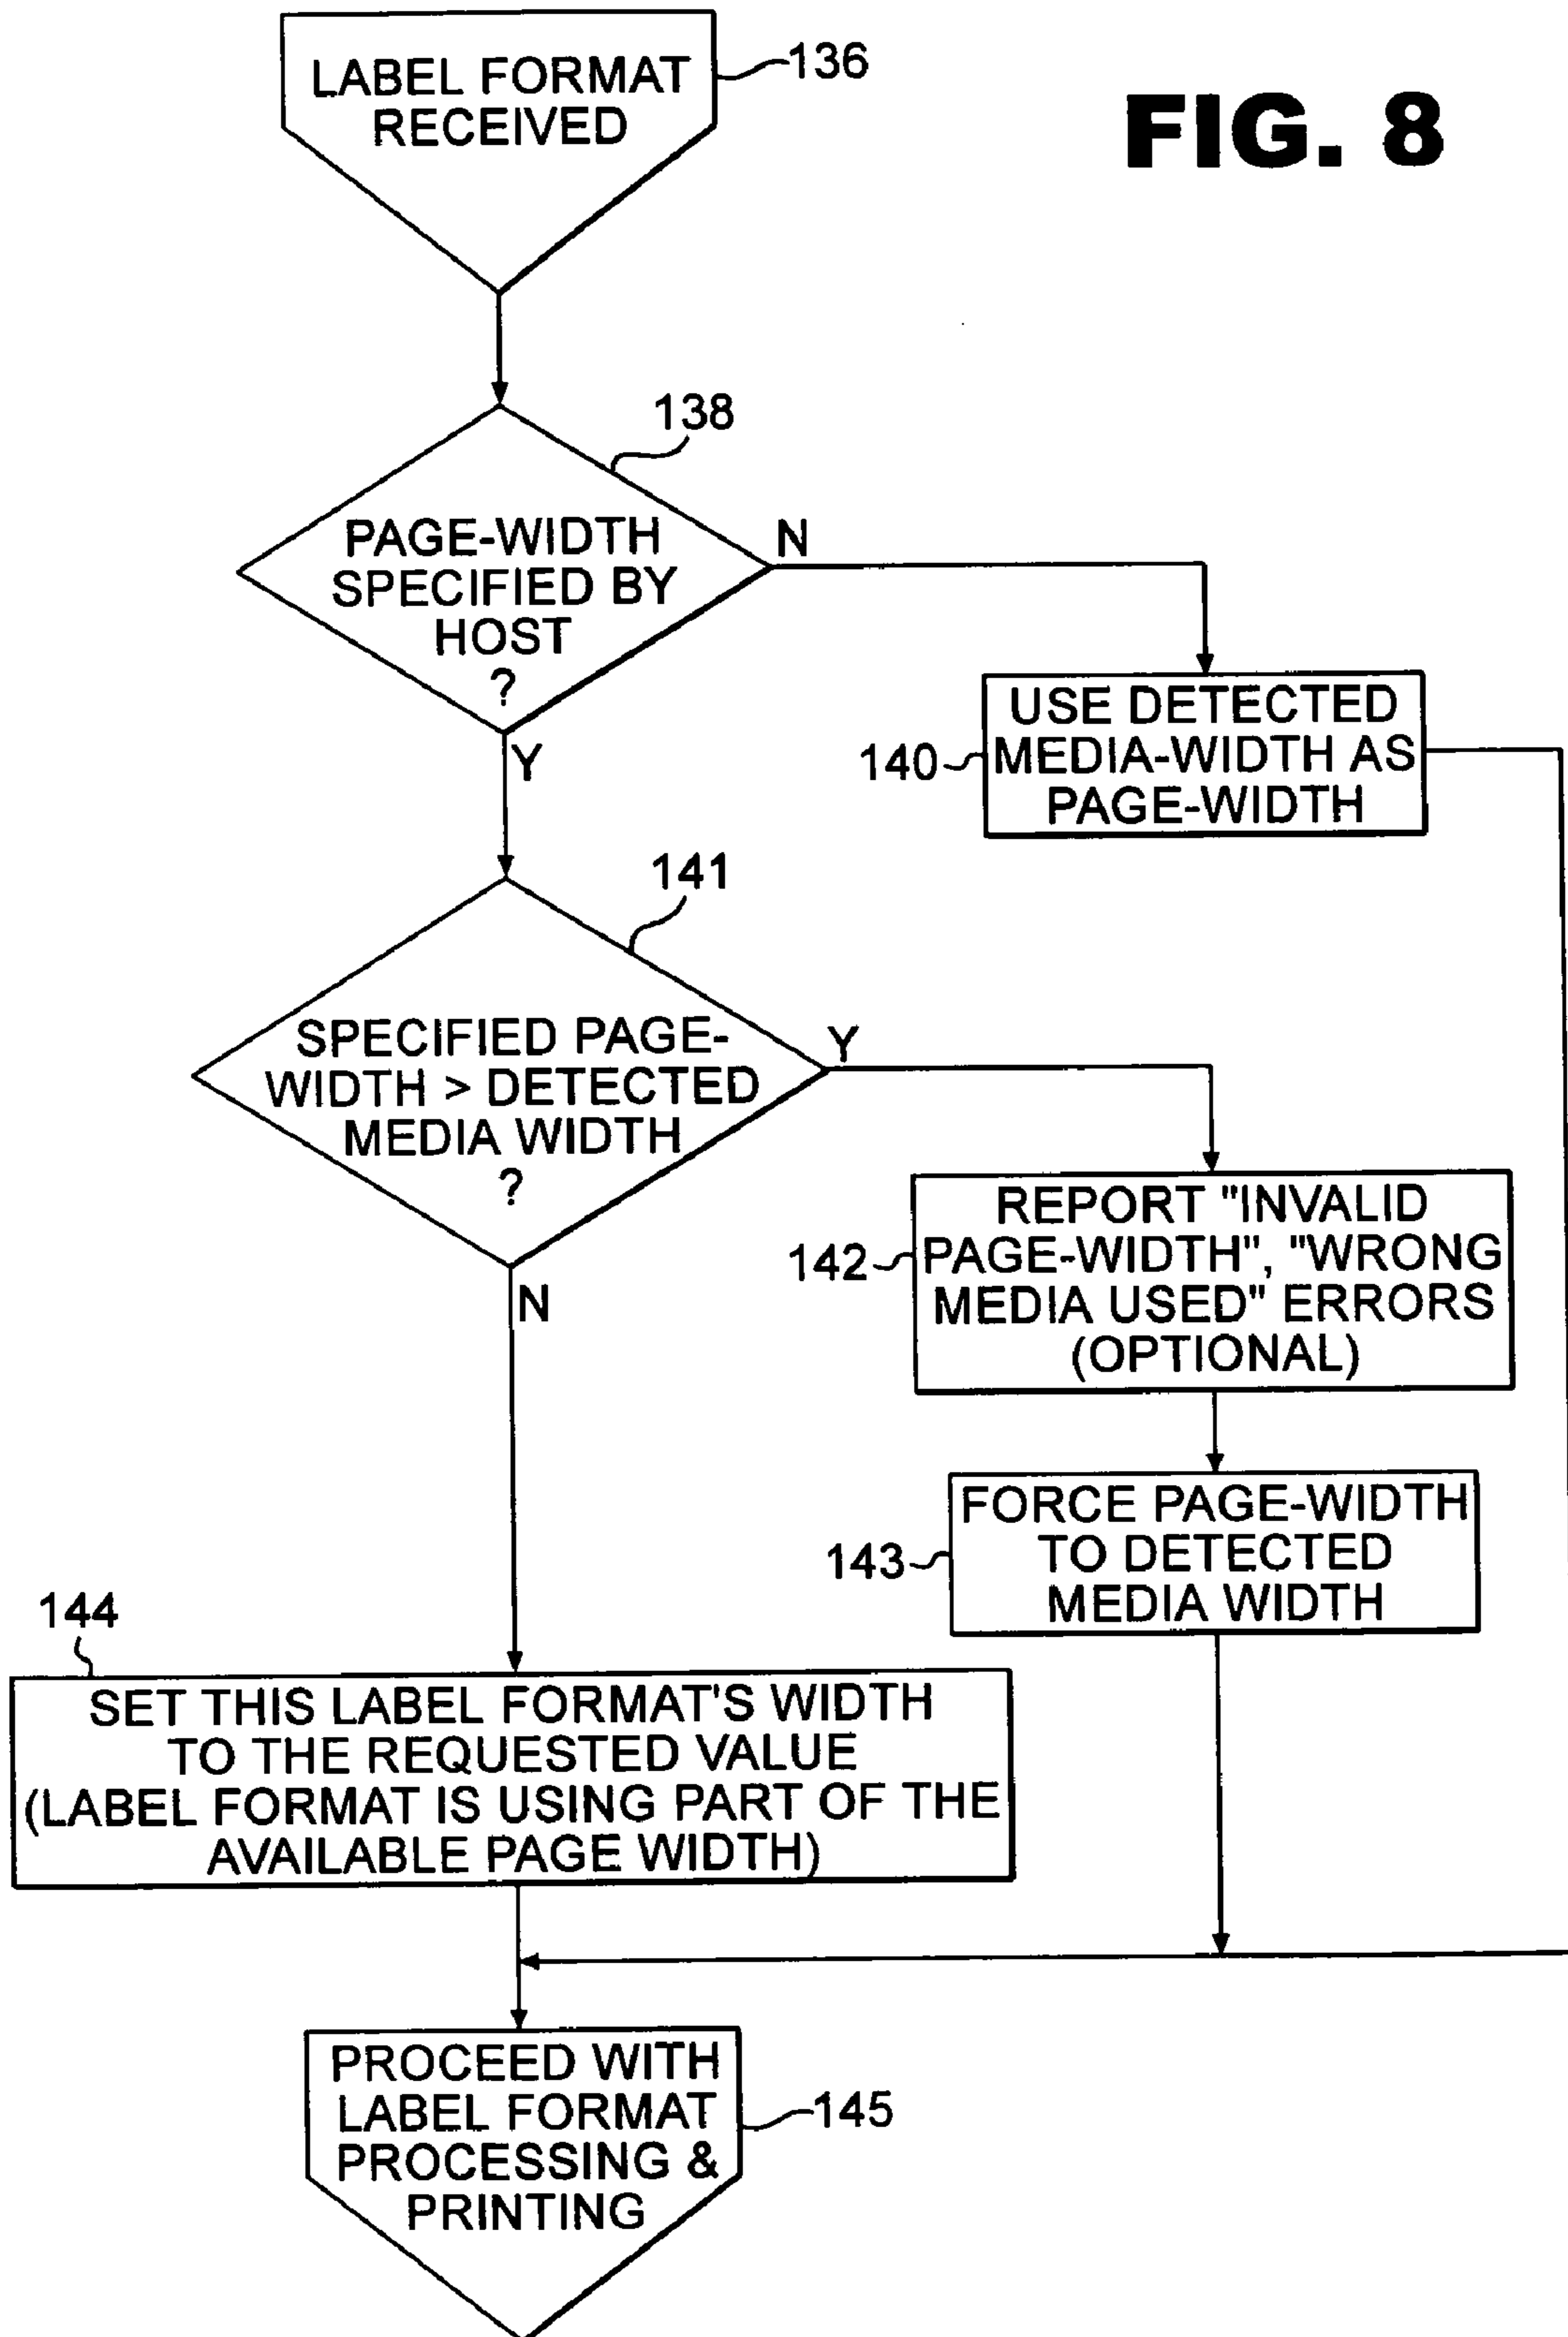 LABEL FORMAT
RECEIVED
136
FIG. 8
138
PAGE-WIDTH
SPECIFIED BY
HOST
?
N
Y
USE DETECTED
MEDIA-WIDTH AS
PAGE-WIDTH
140
141
SPECIFIED PAGE-
WIDTH > DETECTED
MEDIA WIDTH
?
Y
N
REPORT "INVALID
PAGE-WIDTH", "WRONG
MEDIA USED" ERRORS
(OPTIONAL)
142
FORCE PAGE-WIDTH
TO DETECTED
MEDIA WIDTH
143
144
SET THIS LABEL FORMAT'S WIDTH
TO THE REQUESTED VALUE
(LABEL FORMAT IS USING PART OF THE
AVAILABLE PAGE WIDTH)
PROCEED WITH
LABEL FORMAT
PROCESSING &
PRINTING
145